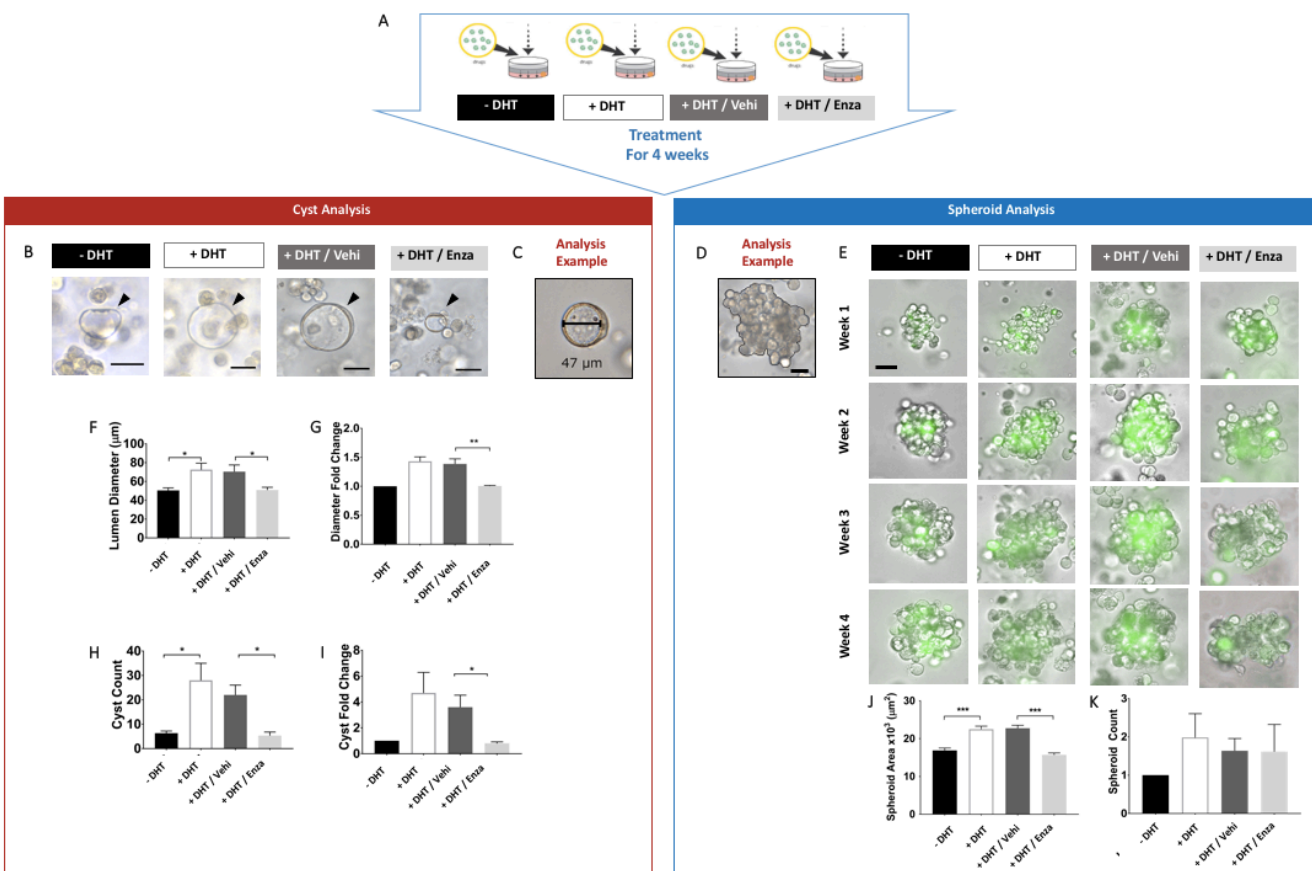 A
- DHT
+ DHT
+ DHT / Vehi
+ DHT / Enza
Treatment
For 4 weeks
Cyst Analysis
B
- DHT
+ DHT
+ DHT / Vehi
+ DHT / Enza
C
Analysis
Example
47 µm
F
Lumen Diameter (µm)
100
80
60
40
20
0
- DHT
+ DHT
+ DHT / Vehi
+ DHT / Enza
*
*
G
Diameter Fold Change
2.0
1.5
1.0
0.5
0.0
- DHT
+ DHT
+ DHT / Vehi
+ DHT / Enza
**
H
Cyst Count
40
30
20
10
0
- DHT
+ DHT
+ DHT / Vehi
+ DHT / Enza
*
*
I
Cyst Fold Change
8
6
4
2
0
- DHT
+ DHT
+ DHT / Vehi
+ DHT / Enza
*
Spheroid Analysis
D
Analysis
Example
E
- DHT
+ DHT
+ DHT / Vehi
+ DHT / Enza
Week 1
Week 2
Week 3
Week 4
J
Spheroid Area x10³ (µm²)
30
20
10
0
- DHT
+ DHT
+ DHT / Vehi
+ DHT / Enza
***
***
K
Spheroid Count
3
2
1
0
- DHT
+ DHT
+ DHT / Vehi
+ DHT / Enza